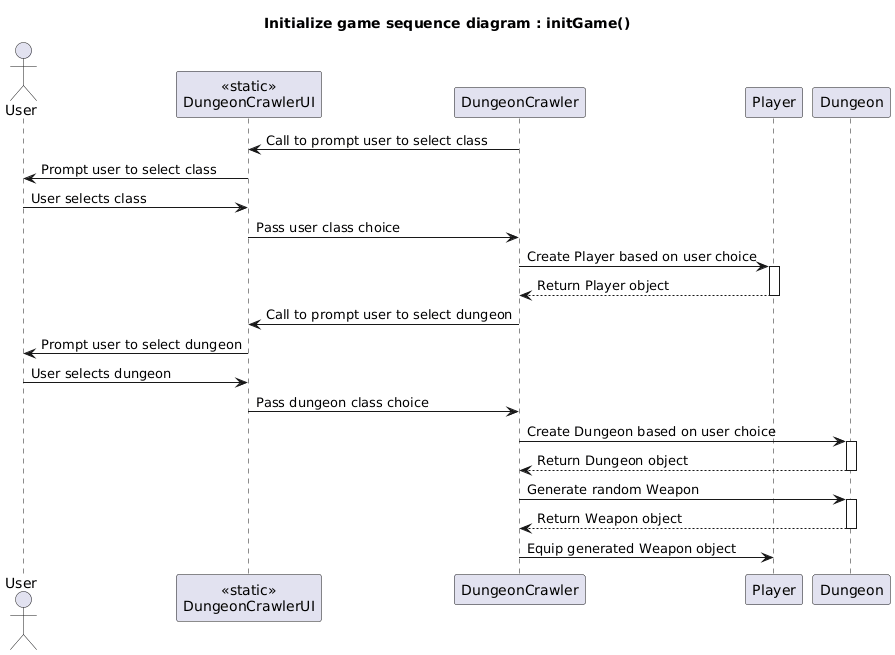 Initialize game sequence diagram : initGame()
User
«static»
DungeonCrawlerUI
DungeonCrawler
Player
Dungeon
Call to prompt user to select class
Prompt user to select class
User selects class
Pass user class choice
Create Player based on user choice
Return Player object
Call to prompt user to select dungeon
Prompt user to select dungeon
User selects dungeon
Pass dungeon class choice
Create Dungeon based on user choice
Return Dungeon object
Generate random Weapon
Return Weapon object
Equip generated Weapon object
User
«static»
DungeonCrawlerUI
DungeonCrawler
Player
Dungeon